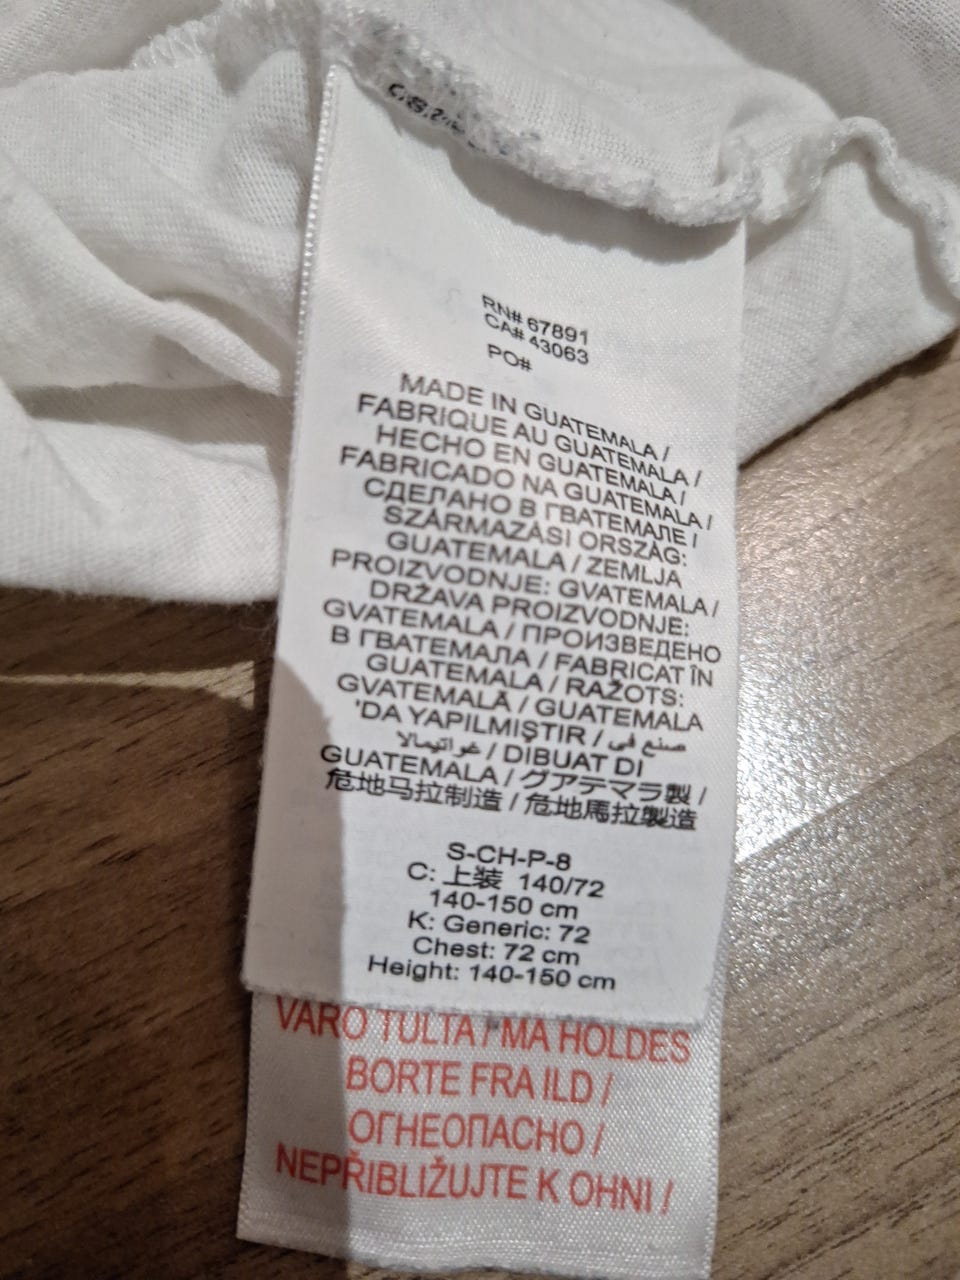 RN# 67891
CA# 43063
PO#
MADE IN GUATEMALA /
FABRIQUE AU GUATEMALA /
HECHO EN GUATEMALA /
FABRICADO NA GUATEMALA /
СДЕЛАНО В ГВАТЕМАЛЕ /
SZÁRMAZÁSI ORSZÁG:
GUATEMALA / ZEMLJA
PROIZVODNJE: GVATEMALA /
DRŽAVA PROIZVODNJE:
GVATEMALA / ПРОИЗВЕДЕНО
В ГВАТЕМАЛА / FABRICAT ÎN
GUATEMALA / RAŽOTS:
GVATEMALĀ / GUATEMALA
'DA YAPILMIŞTIR / صنع في
غواتيمالا / DIBUAT DI
GUATEMALA / グアテマラ製 /
危地马拉制造 / 危地馬拉製造
S-CH-P-8
C: 上装 140/72
140-150 cm
K: Generic: 72
Chest: 72 cm
Height: 140-150 cm
VARO TULTA / MÅ HOLDES
BORTE FRA ILD /
ОГНЕОПАСНО /
NEPŘIBLIŽUJTE K OHNI /